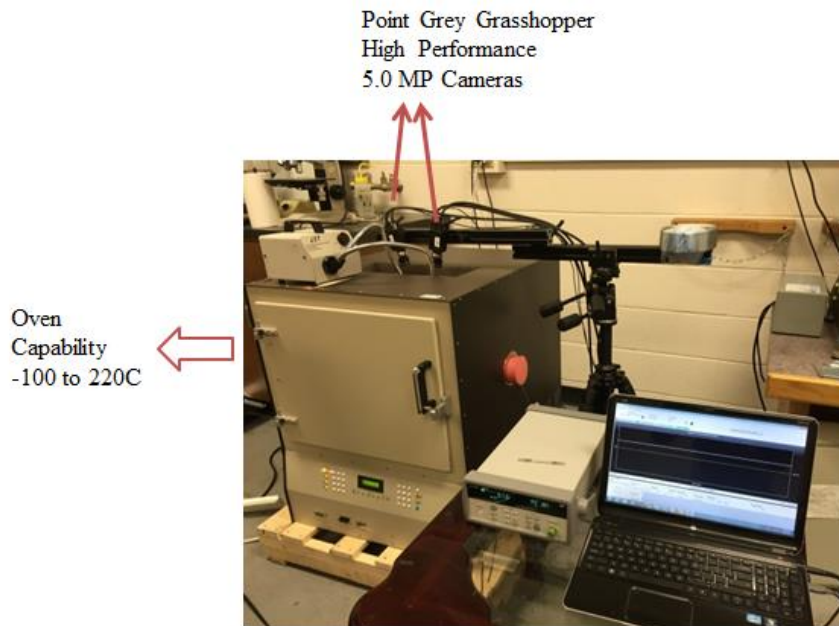 Point Grey Grasshopper
High Performance
5.0 MP Cameras
Oven
Capability
-100 to 220C